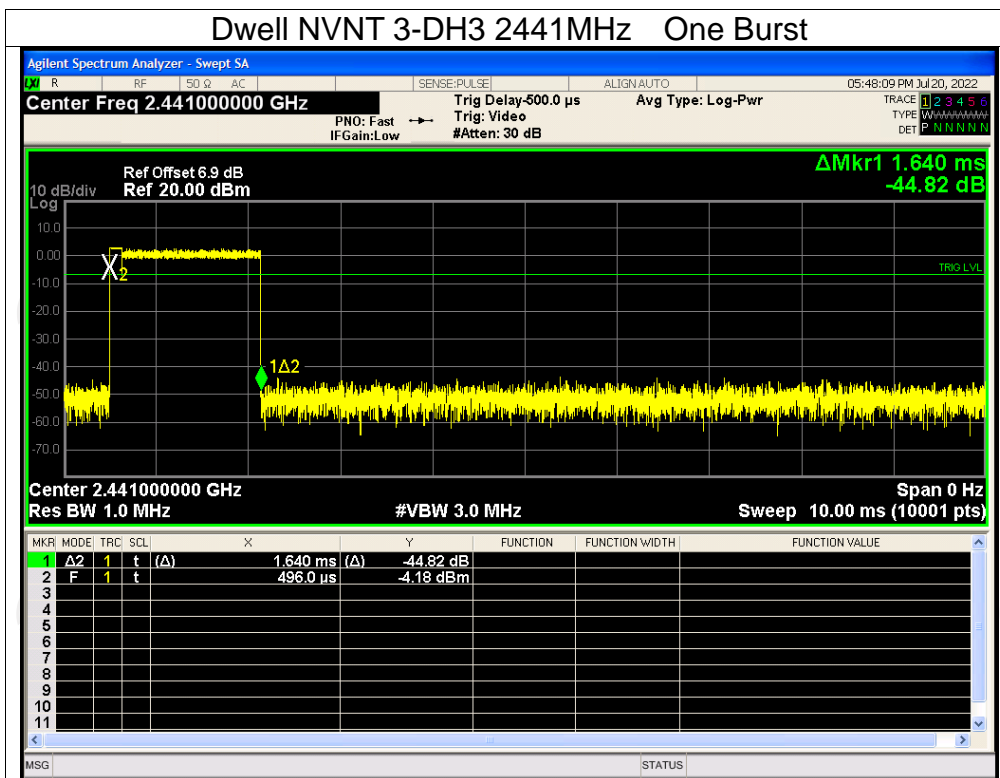 Dwell NVNT 3-DH3 2441MHz One Burst
Agilent Spectrum Analyzer - Swept SA
LXI R RF 50 Ω AC SENSE:PULSE ALIGN AUTO 05:48:09 PM Jul 20, 2022
Center Freq 2.441000000 GHz Trig Delay-500.0 µs Avg Type: Log-Pwr TRACE 1 2 3 4 5 6
PNO: Fast Trig: Video TYPE WWWWWW
IFGain:Low #Atten: 30 dB DET P N N N N N
ΔMkr1 1.640 ms
-44.82 dB
Ref Offset 6.9 dB
10 dB/div Ref 20.00 dBm
Log
10.0
0.00
X2
TRIG LVL
-10.0
-20.0
-30.0
-40.0
1Δ2
-50.0
-60.0
-70.0
Center 2.441000000 GHz Span 0 Hz
Res BW 1.0 MHz #VBW 3.0 MHz Sweep 10.00 ms (10001 pts)
MKR MODE TRC SCL X Y FUNCTION FUNCTION WIDTH FUNCTION VALUE
1 Δ2 1 t (Δ) 1.640 ms (Δ) -44.82 dB
2 F 1 t 496.0 µs -4.18 dBm
3
4
5
6
7
8
9
10
11
MSG STATUS